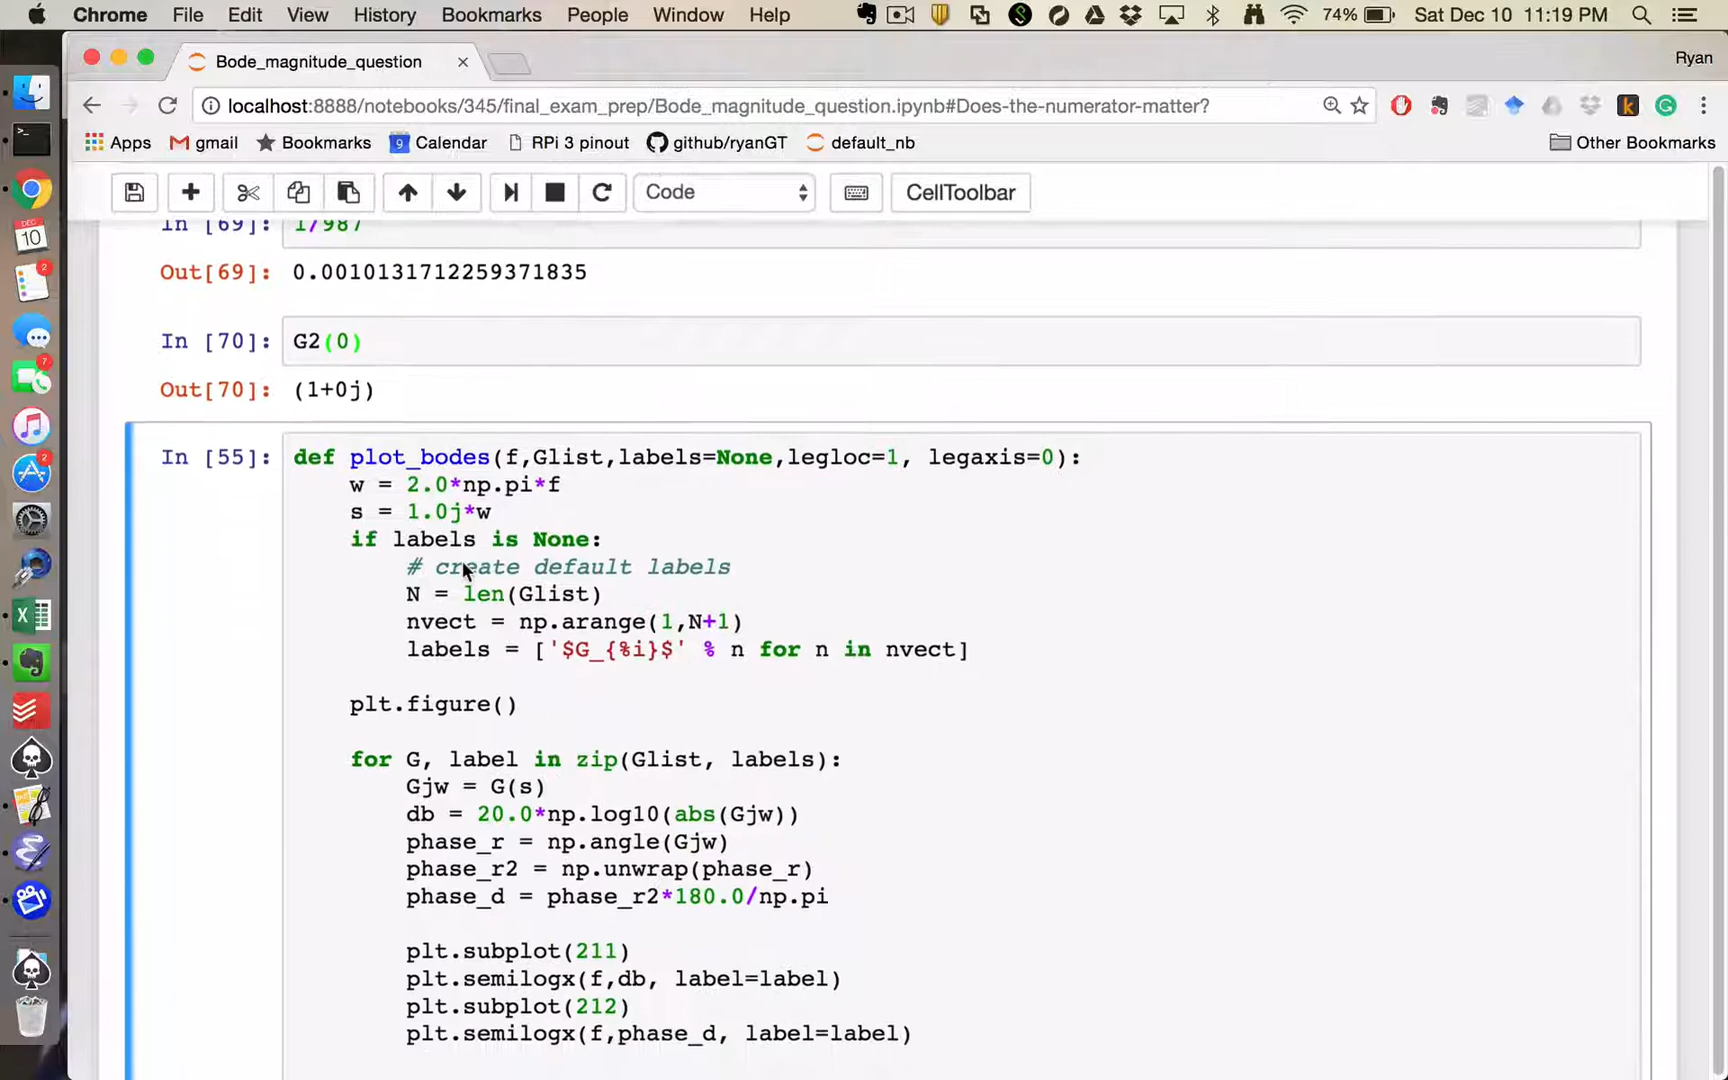 Chrome File Edit View History Bookmarks People Window Help 74% Sat Dec 10 11:19 PM
Bode_magnitude_question
Ryan
localhost:8888/notebooks/345/final_exam_prep/Bode_magnitude_question.ipynb#Does-the-numerator-matter?
Apps gmail Bookmarks Calendar RPi 3 pinout github/ryanGT default_nb Other Bookmarks
Code CellToolbar
In [69]: 1/987
Out[69]: 0.0010131712259371835
In [70]: G2(0)
Out[70]: (1+0j)
In [55]: def plot_bodes(f,Glist,labels=None,legloc=1, legaxis=0):
w = 2.0*np.pi*f
s = 1.0j*w
if labels is None:
# create default labels
N = len(Glist)
nvect = np.arange(1,N+1)
labels = ['$G_{%i}$' % n for n in nvect]
plt.figure()
for G, label in zip(Glist, labels):
Gjw = G(s)
db = 20.0*np.log10(abs(Gjw))
phase_r = np.angle(Gjw)
phase_r2 = np.unwrap(phase_r)
phase_d = phase_r2*180.0/np.pi
plt.subplot(211)
plt.semilogx(f,db, label=label)
plt.subplot(212)
plt.semilogx(f,phase_d, label=label)